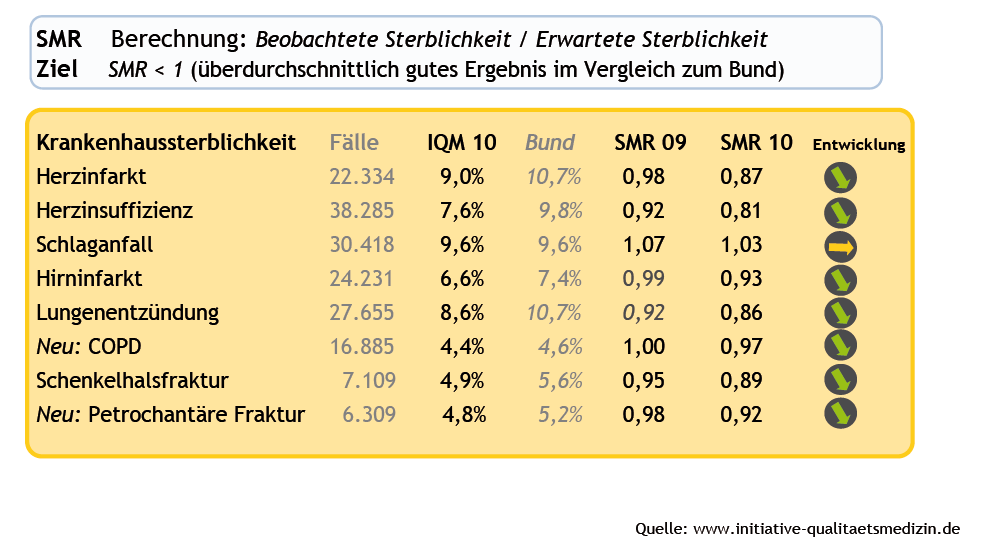 SMR Berechnung: Beobachtete Sterblichkeit / Erwartete Sterblichkeit
Ziel SMR < 1 (überdurchschnittlich gutes Ergebnis im Vergleich zum Bund)
Krankenhaussterblichkeit Fälle IQM 10 Bund SMR 09 SMR 10 Entwicklung
Herzinfarkt 22.334 9,0% 10,7% 0,98 0,87
Herzinsuffizienz 38.285 7,6% 9,8% 0,92 0,81
Schlaganfall 30.418 9,6% 9,6% 1,07 1,03
Hirninfarkt 24.231 6,6% 7,4% 0,99 0,93
Lungenentzündung 27.655 8,6% 10,7% 0,92 0,86
Neu: COPD 16.885 4,4% 4,6% 1,00 0,97
Schenkelhalsfraktur 7.109 4,9% 5,6% 0,95 0,89
Neu: Petrochantäre Fraktur 6.309 4,8% 5,2% 0,98 0,92
Quelle: www.initiative-qualitaetsmedizin.de